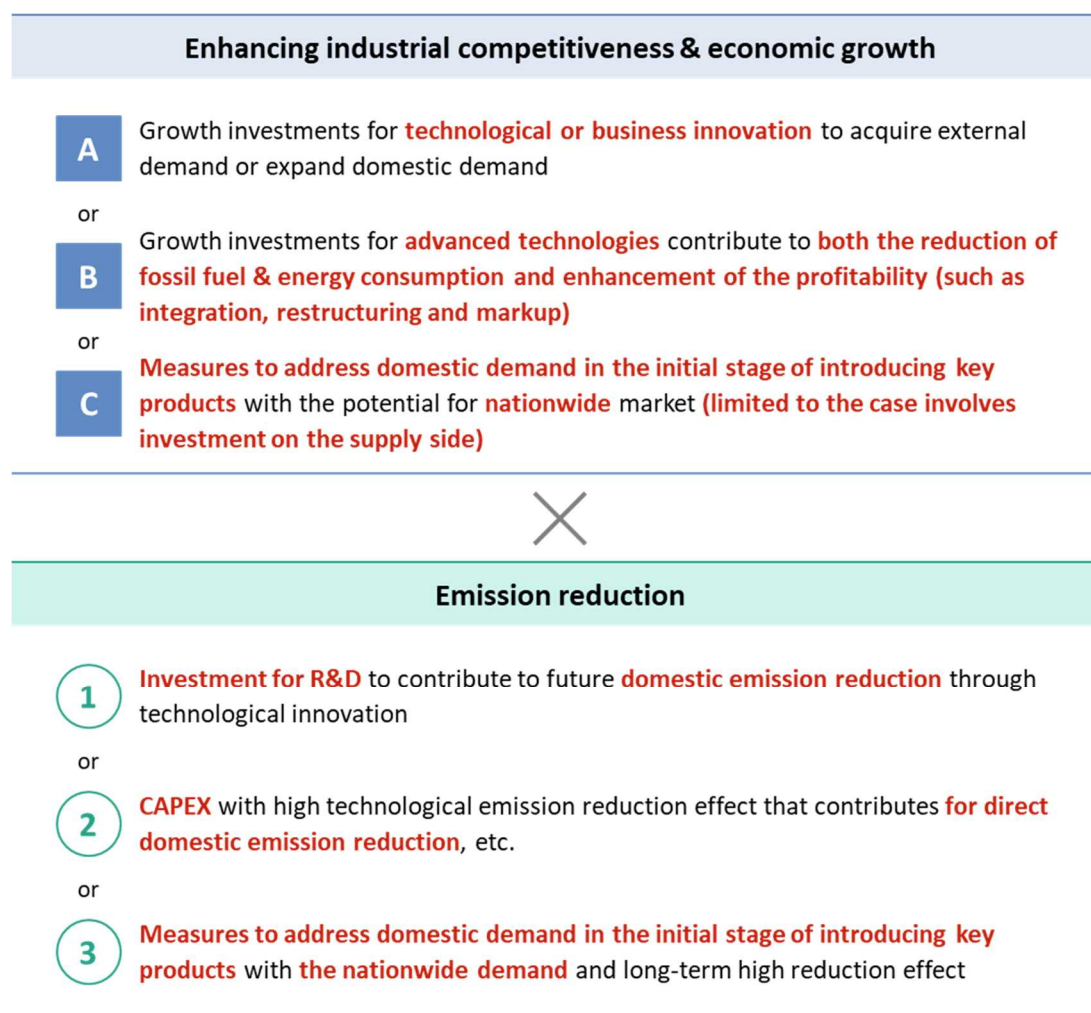 Enhancing industrial competitiveness & economic growth
A
Growth investments for technological or business innovation to acquire external
demand or expand domestic demand
or
B
Growth investments for advanced technologies contribute to both the reduction of
fossil fuel & energy consumption and enhancement of the profitability (such as
integration, restructuring and markup)
or
C
Measures to address domestic demand in the initial stage of introducing key
products with the potential for nationwide market (limited to the case involves
investment on the supply side)
Emission reduction
1
Investment for R&D to contribute to future domestic emission reduction through
technological innovation
or
2
CAPEX with high technological emission reduction effect that contributes for direct
domestic emission reduction, etc.
or
3
Measures to address domestic demand in the initial stage of introducing key
products with the nationwide demand and long-term high reduction effect